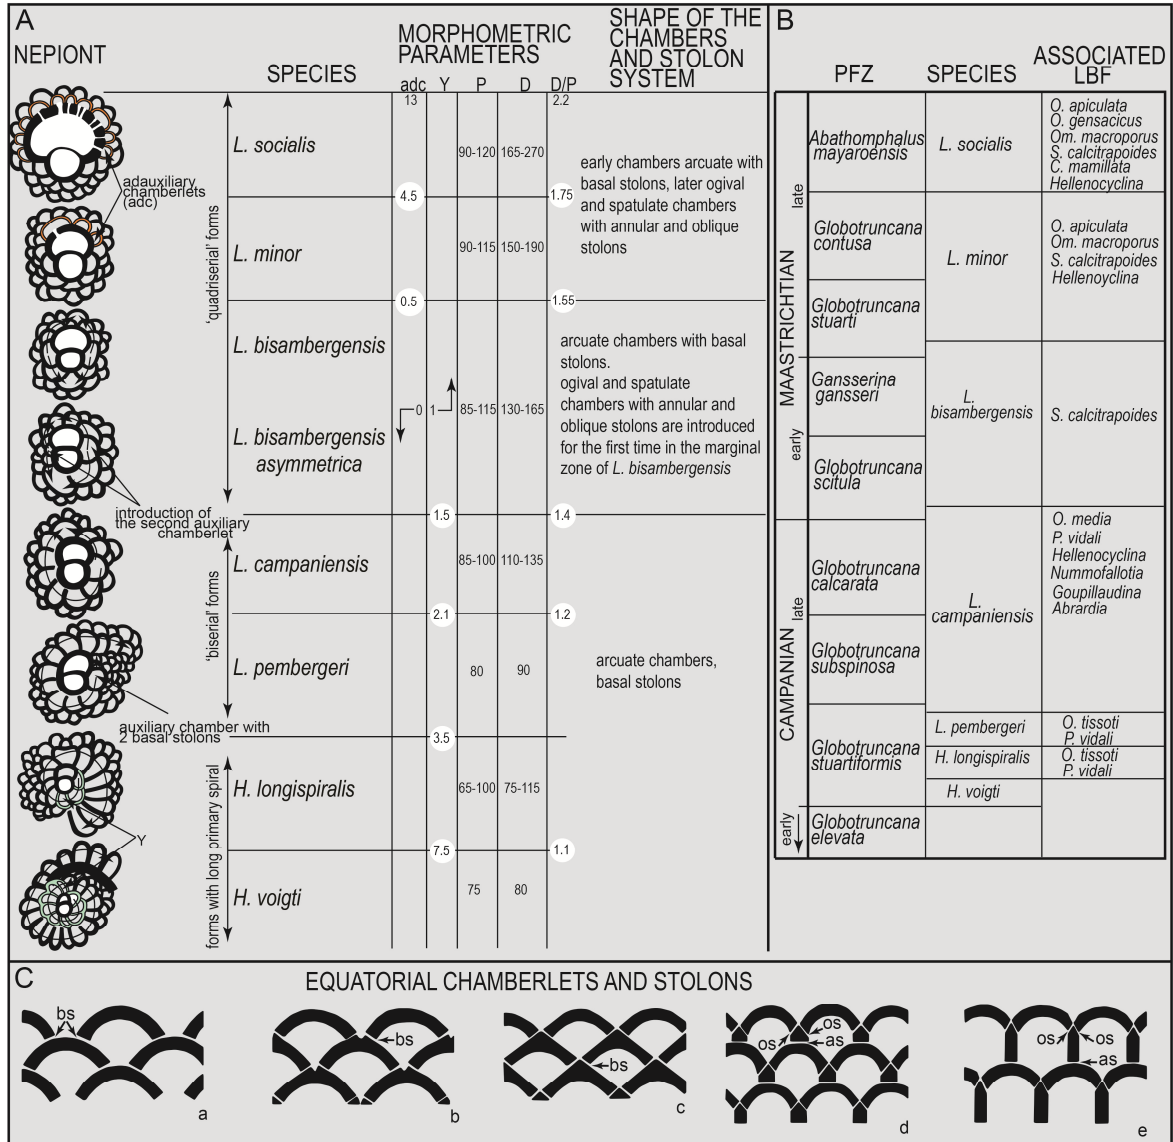 A
NEPIONT
SPECIES
MORPHOMETRIC
PARAMETERS
adc Y P D D/P
SHAPE OF THE
CHAMBERS
AND STOLON
SYSTEM
13
2.2
L. socialis
90-120 165-270
early chambers arcuate with
basal stolons, later ogival
and spatulate chambers
with annular and oblique
stolons
adauxiliary
chamberlets
(adc)
4.5
1.75
'quadriserial' forms
L. minor
90-115 150-190
0.5
1.55
L. bisambergensis
arcuate chambers with basal
stolons.
ogival and spatulate
chambers with annular and
oblique stolons are introduced
for the first time in the marginal
zone of L. bisambergensis
0 1
85-115 130-165
L. bisambergensis
asymmetrica
introduction of
the second auxiliary
chamberlet
1.5
1.4
'biserial' forms
L. campaniensis
85-100 110-135
2.1
1.2
L. pembergeri
80 90
arcuate chambers,
basal stolons
auxiliary chamber with
2 basal stolons
3.5
forms with long primary spiral
H. longispiralis
65-100 75-115
Y
7.5
1.1
H. voigti
75 80
B
PFZ
SPECIES
ASSOCIATED
LBF
MAASTRICHTIAN
late
early
Abathomphalus
mayaroensis
L. socialis
O. apiculata
O. gensacicus
Om. macroporus
S. calcitrapoides
C. mamillata
Hellenocyclina
Globotruncana
contusa
L. minor
O. apiculata
Om. macroporus
S. calcitrapoides
Hellenoyclina
Globotruncana
stuarti
Gansserina
gansseri
L.
bisambergensis
S. calcitrapoides
Globotruncana
scitula
CAMPANIAN
late
early
Globotruncana
calcarata
L.
campaniensis
O. media
P. vidali
Hellenocyclina
Nummofallotia
Goupillaudina
Abrardia
Globotruncana
subspinosa
Globotruncana
stuartiformis
L. pembergeri
O. tissoti
P. vidali
H. longispiralis
O. tissoti
P. vidali
H. voigti
Globotruncana
elevata
C
EQUATORIAL CHAMBERLETS AND STOLONS
bs
a
bs
b
bs
c
os
os
as
d
os
os
as
e